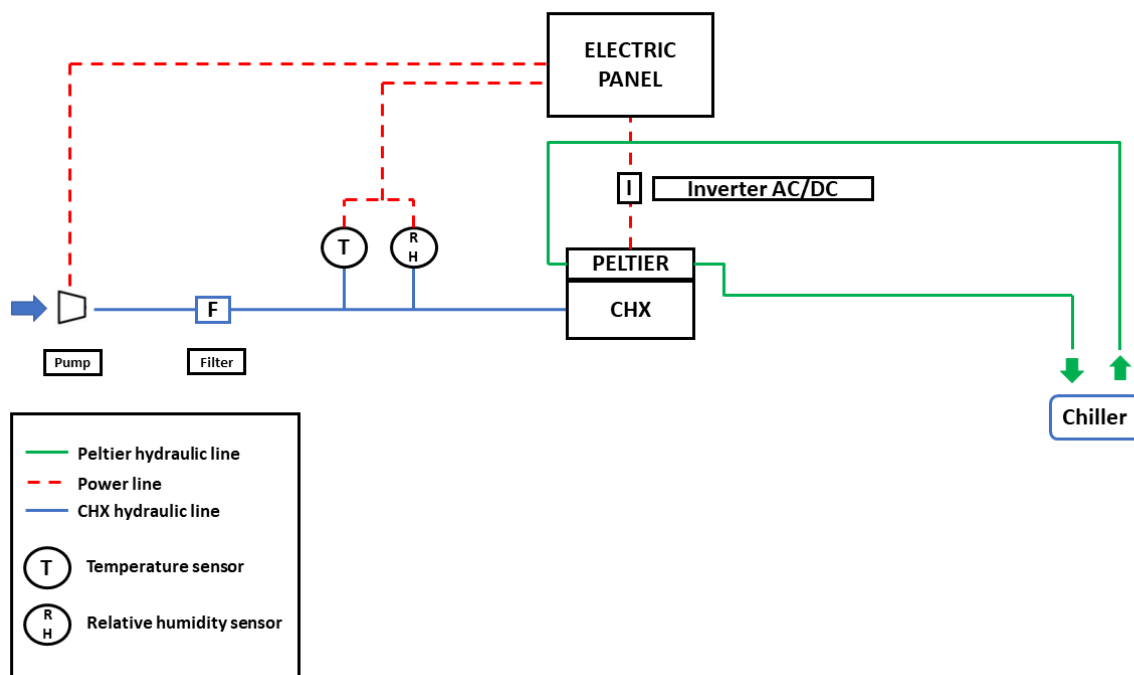 ELECTRIC
PANEL
I
Inverter AC/DC
T
R
H
PELTIER
CHX
F
Pump
Filter
Chiller
Peltier hydraulic line
Power line
CHX hydraulic line
T
Temperature sensor
R
H
Relative humidity sensor